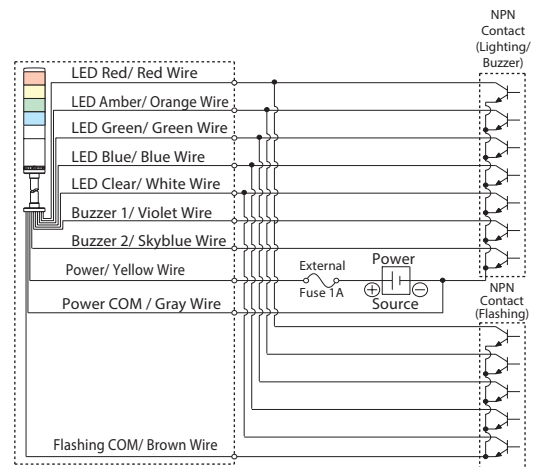 NPN
Contact
(Lighting/
Buzzer)
LED Red/ Red Wire
LED Amber/ Orange Wire
LED Green/ Green Wire
LED Blue/ Blue Wire
LED Clear/ White Wire
Buzzer 1/ Violet Wire
Buzzer 2/ Skyblue Wire
Power/ Yellow Wire
External
Fuse 1A
Power
Source
Power COM / Gray Wire
NPN
Contact
(Flashing)
Flashing COM/ Brown Wire